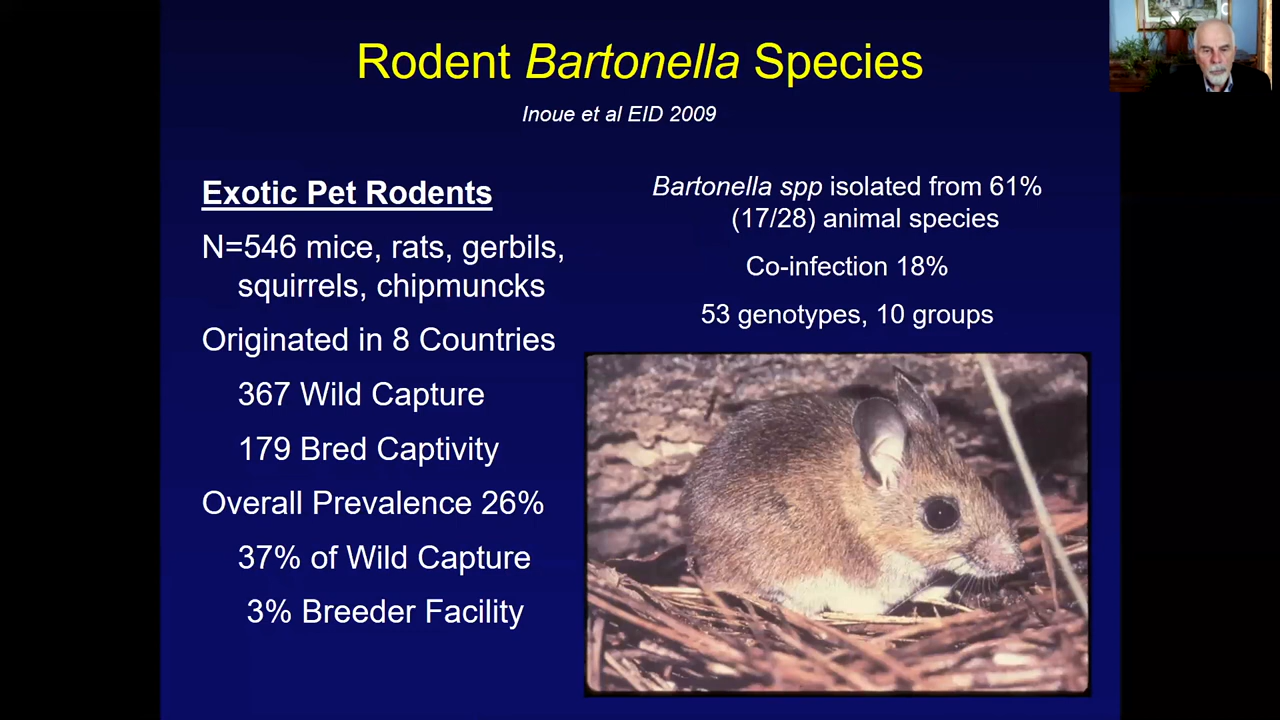 Rodent Bartonella Species
Inoue et al EID 2009
Exotic Pet Rodents
N=546 mice, rats, gerbils,
squirrels, chipmuncks
Originated in 8 Countries
367 Wild Capture
179 Bred Captivity
Overall Prevalence 26%
37% of Wild Capture
3% Breeder Facility
Bartonella spp isolated from 61%
(17/28) animal species
Co-infection 18%
53 genotypes, 10 groups